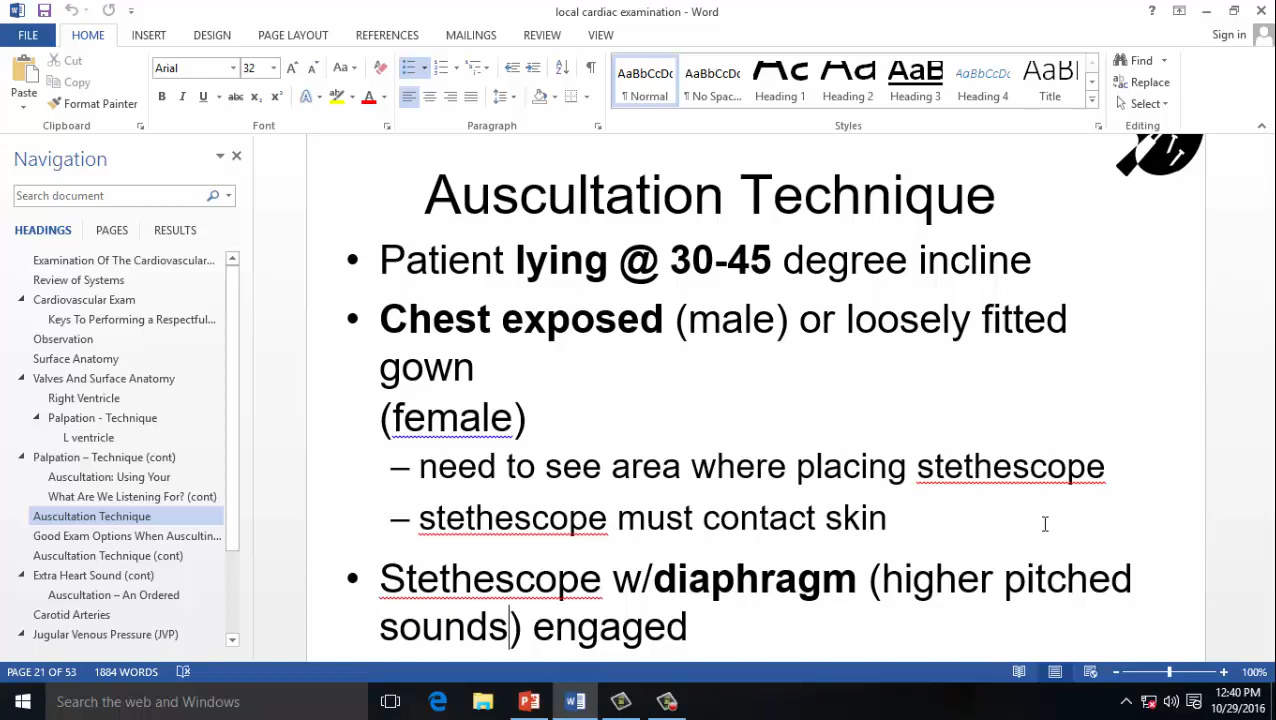 local cardiac examination - Word
FILE HOME INSERT DESIGN PAGE LAYOUT REFERENCES MAILINGS REVIEW VIEW Sign in
Paste
Cut
Copy
Format Painter
Clipboard
Arial 32
Font
Paragraph
AaBbCcDc AaBbCcDc AaBbCcDc AaBbC
¶ Normal ¶ No Spac... Heading 1 Heading 2 Heading 3 Heading 4 Title
Styles
Find
Replace
Select
Editing
Navigation
Search document
HEADINGS PAGES RESULTS
Examination Of The Cardiovascular...
Review of Systems
Cardiovascular Exam
Keys To Performing a Respectful...
Observation
Surface Anatomy
Valves And Surface Anatomy
Right Ventricle
Palpation - Technique
L ventricle
Palpation – Technique (cont)
Auscultation: Using Your
What Are We Listening For? (cont)
Auscultation Technique
Good Exam Options When Auscultin...
Auscultation Technique (cont)
Extra Heart Sound (cont)
Auscultation – An Ordered
Carotid Arteries
Jugular Venous Pressure (JVP)
Auscultation Technique
• Patient lying @ 30-45 degree incline
• Chest exposed (male) or loosely fitted
gown
(female)
– need to see area where placing stethescope
– stethescope must contact skin
• Stethescope w/diaphragm (higher pitched
sounds) engaged
PAGE 21 OF 53 1884 WORDS 100%
Search the web and Windows
12:40 PM
10/29/2016